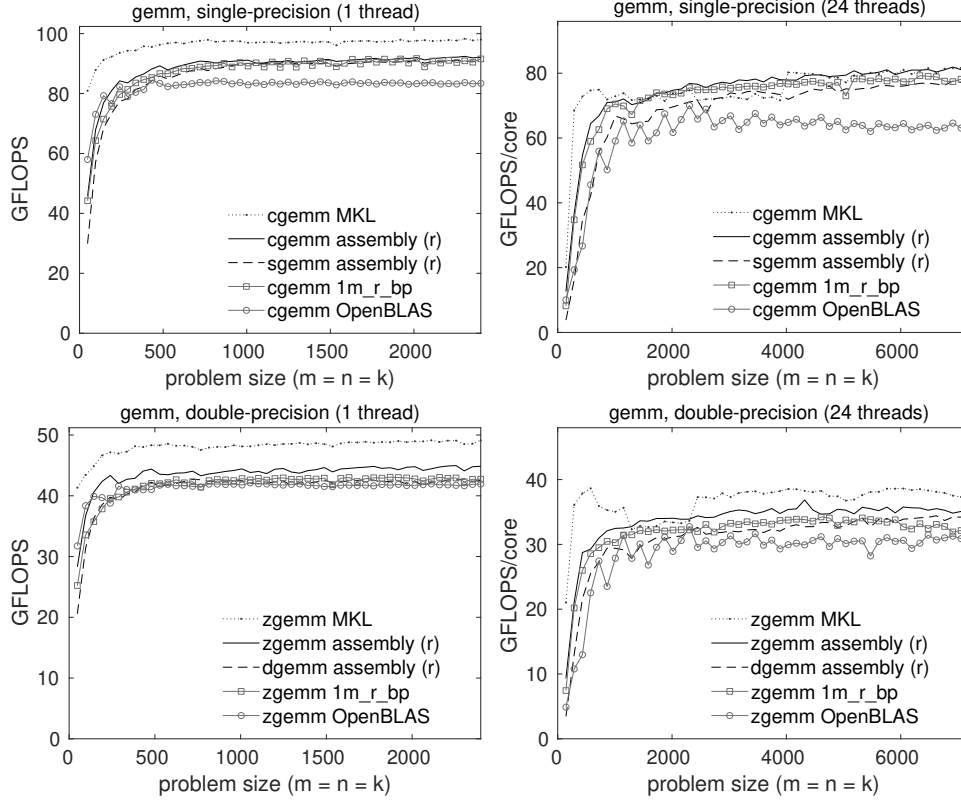 gemm, single-precision (1 thread)
100
80
60
40
20
0
GFLOPS
cgemm MKL
cgemm assembly (r)
sgemm assembly (r)
cgemm 1m_r_bp
cgemm OpenBLAS
0 500 1000 1500 2000
problem size (m = n = k)
gemm, single-precision (24 threads)
80
60
40
20
0
GFLOPS/core
cgemm MKL
cgemm assembly (r)
sgemm assembly (r)
cgemm 1m_r_bp
cgemm OpenBLAS
0 2000 4000 6000
problem size (m = n = k)
gemm, double-precision (1 thread)
50
40
30
20
10
0
GFLOPS
zgemm MKL
zgemm assembly (r)
dgemm assembly (r)
zgemm 1m_r_bp
zgemm OpenBLAS
0 500 1000 1500 2000
problem size (m = n = k)
gemm, double-precision (24 threads)
40
30
20
10
0
GFLOPS/core
zgemm MKL
zgemm assembly (r)
dgemm assembly (r)
zgemm 1m_r_bp
zgemm OpenBLAS
0 2000 4000 6000
problem size (m = n = k)